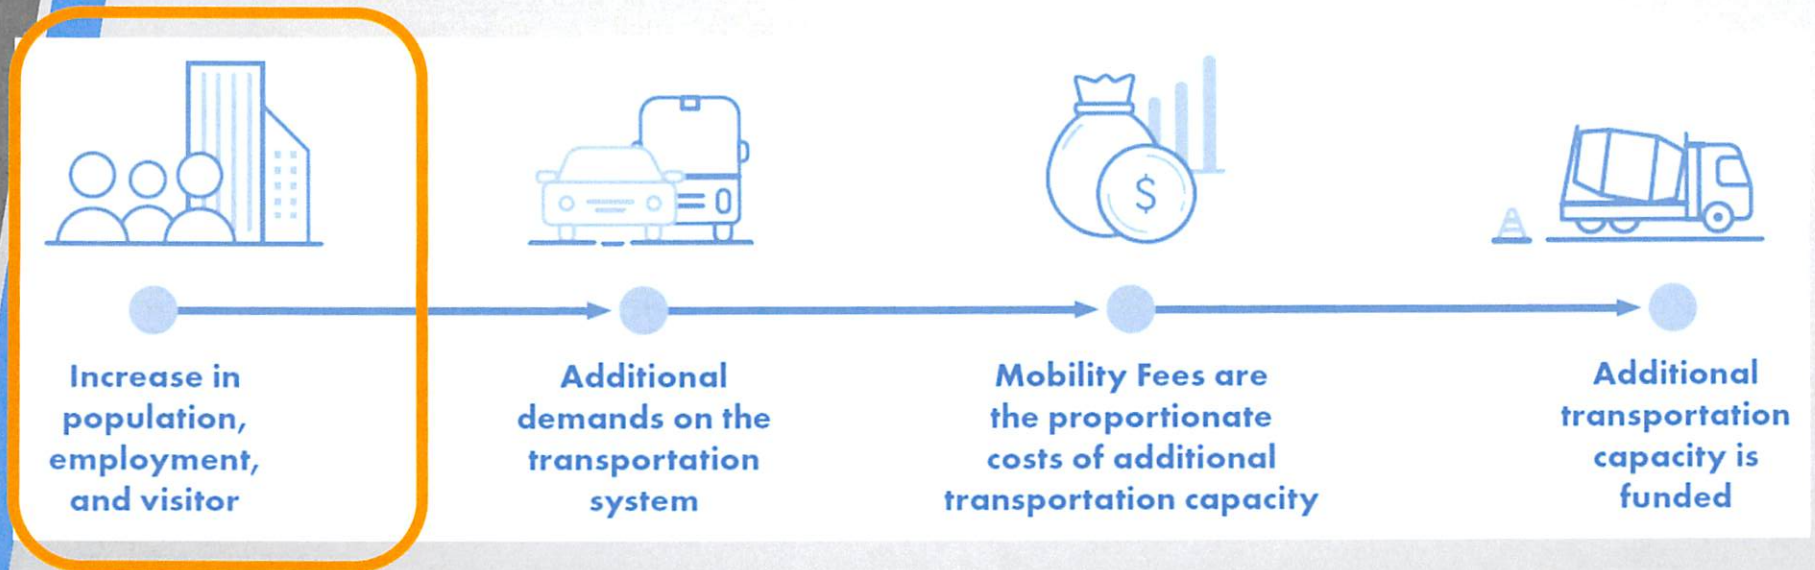 $
Increase in
population,
employment,
and visitor
Additional
demands on the
transportation
system
Mobility Fees are
the proportionate
costs of additional
transportation capacity
Additional
transportation
capacity is
funded